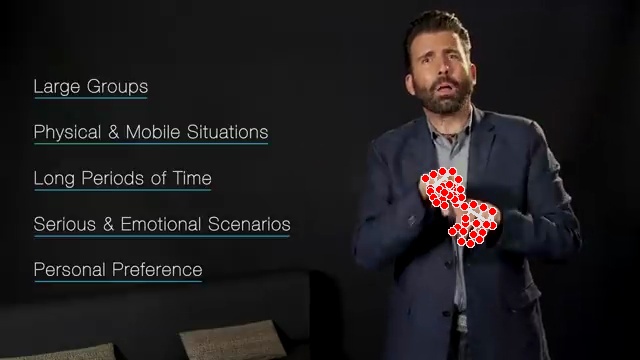 Large Groups
Physical & Mobile Situations
Long Periods of Time
Serious & Emotional Scenarios
Personal Preference